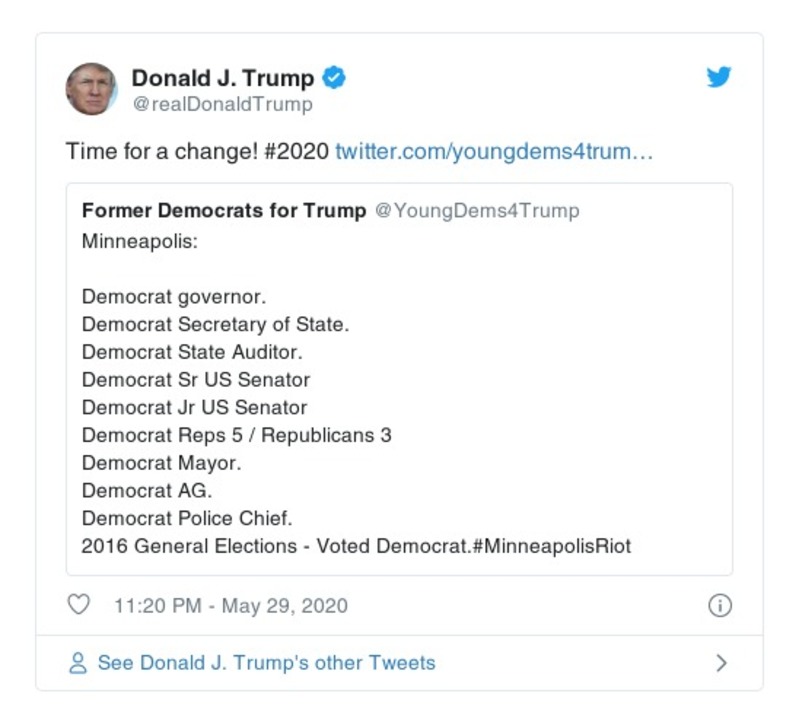 Donald J. Trump
@realDonaldTrump
Time for a change! #2020 twitter.com/youngdems4trum…
Former Democrats for Trump @YoungDems4Trump
Minneapolis:
Democrat governor.
Democrat Secretary of State.
Democrat State Auditor.
Democrat Sr US Senator
Democrat Jr US Senator
Democrat Reps 5 / Republicans 3
Democrat Mayor.
Democrat AG.
Democrat Police Chief.
2016 General Elections - Voted Democrat.#MinneapolisRiot
11:20 PM - May 29, 2020
See Donald J. Trump's other Tweets